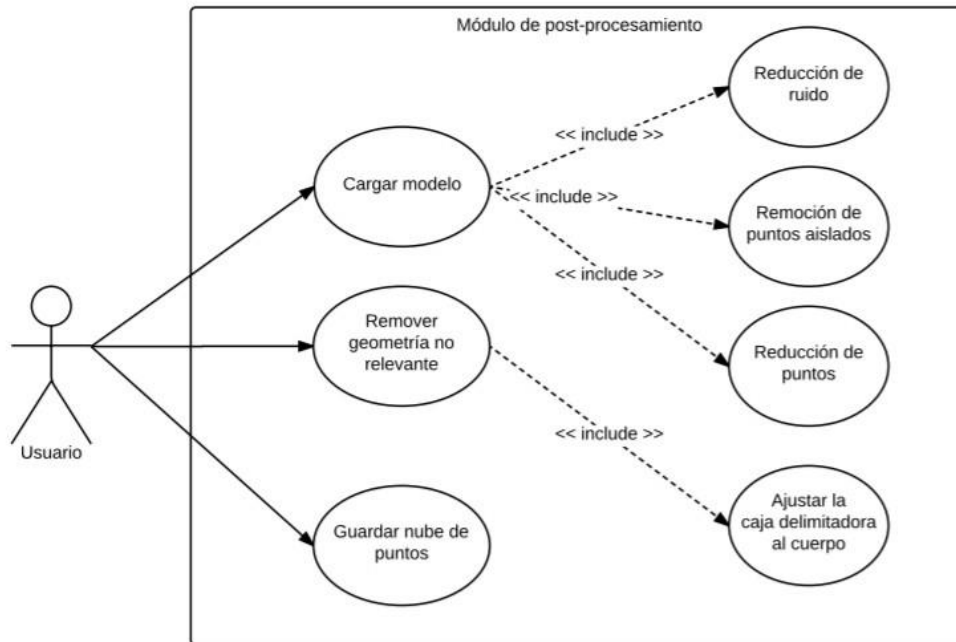 Módulo de post-procesamiento
Reducción de
ruido
<< include >>
Cargar modelo
<< include >>
Remoción de
puntos aislados
<< include >>
Remover
geometría no
relevante
Reducción de
puntos
<< include >>
Usuario
Guardar nube de
puntos
Ajustar la
caja delimitadora
al cuerpo